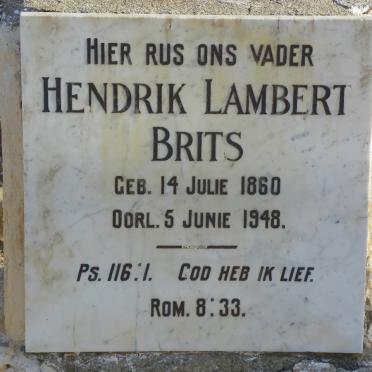 HIER RUS ONS VADER
HENDRIK LAMBERT
BRITS
GEB. 14 JULIE 1860
OORL. 5 JUNIE 1948.
PS. 116:1. GOD HEB IK LIEF.
ROM. 8:33.